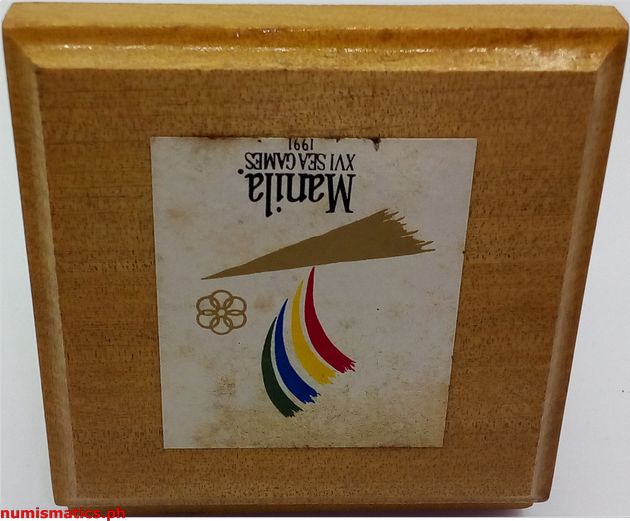 Manila.
XVI SEA GAMES
1991
numismatics.ph